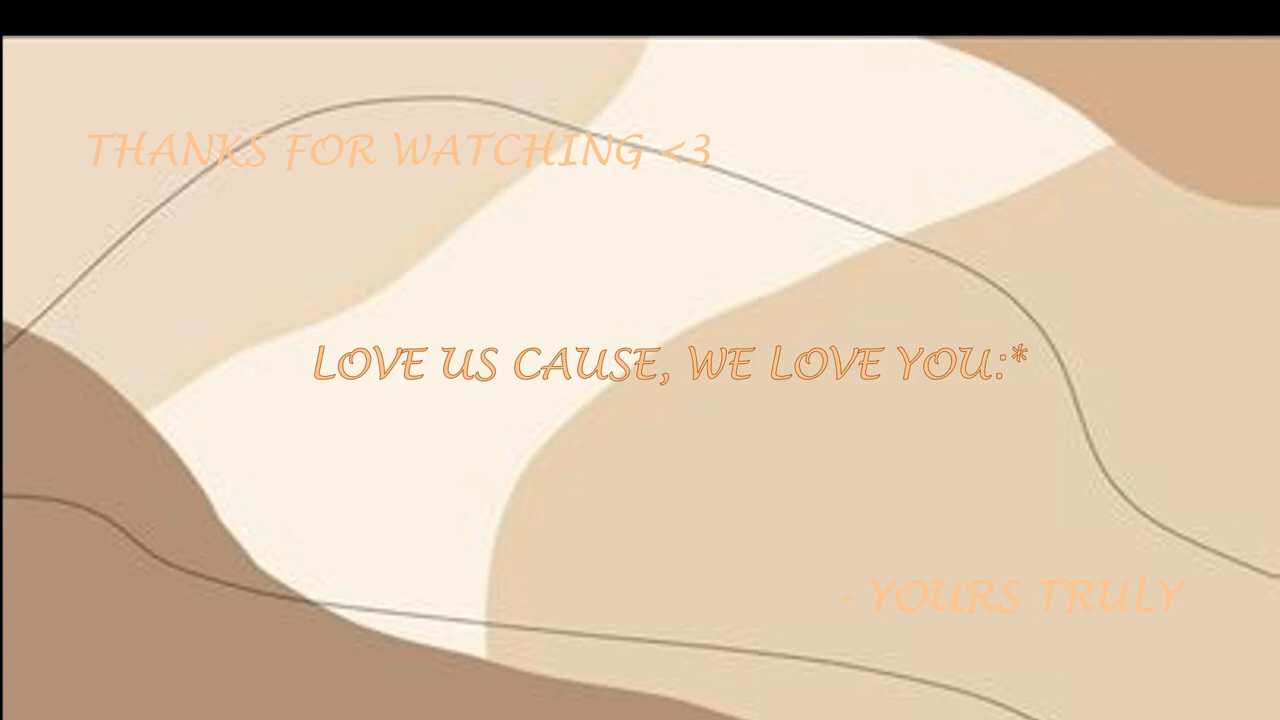 THANKS FOR WATCHING <3
LOVE US CAUSE, WE LOVE YOU:*
- YOURS TRULY